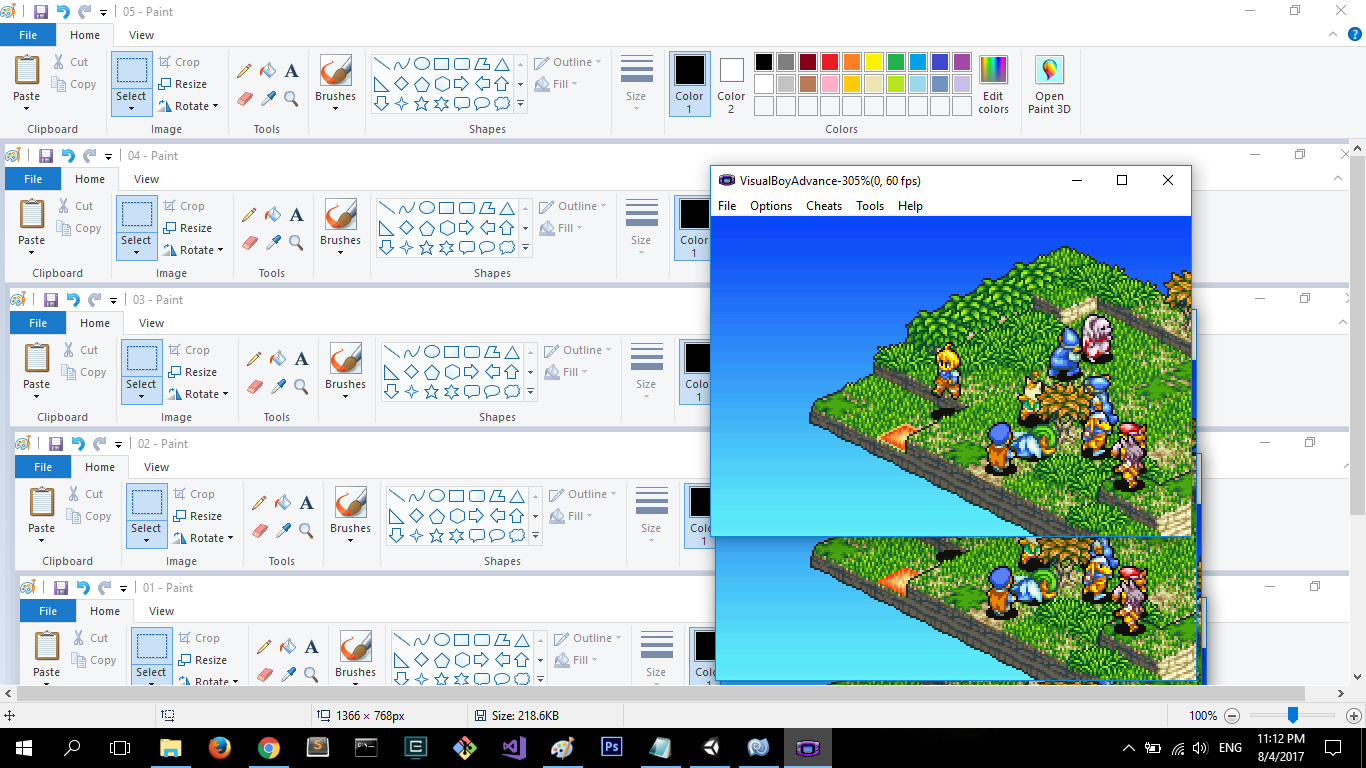 05 - Paint
File Home View
Paste Cut Copy Select Crop Resize Rotate A Brushes Outline Fill Size Color 1 Color 2 Edit colors Open Paint 3D
Clipboard Image Tools Shapes Colors
04 - Paint
File Home View
Paste Cut Copy Select Crop Resize Rotate A Brushes Outline Fill Size Color 1
Clipboard Image Tools Shapes
VisualBoyAdvance-305%(0, 60 fps)
File Options Cheats Tools Help
03 - Paint
File Home View
Paste Cut Copy Select Crop Resize Rotate A Brushes Outline Fill Size Colo 1
Clipboard Image Tools Shapes
02 - Paint
File Home View
Paste Cut Copy Select Crop Resize Rotate A Brushes Outline Fill Size Colo 1
Clipboard Image Tools Shapes
01 - Paint
File Home View
Paste Cut Copy Select Crop Resize Rotate A Brushes Outline Fill Size Colo 1
1366 × 768px Size: 218.6KB 100%
Ps ENG 11:12 PM
8/4/2017